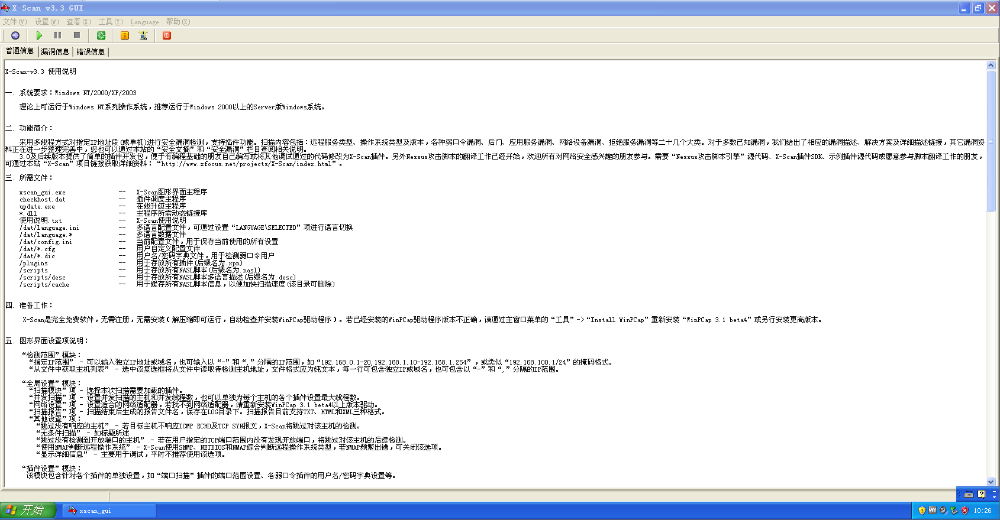 X-Scan v3.3 GUI
文件(V) 设置(W) 查看(X) 工具(Y) Language 帮助(Z)
普通信息 漏洞信息 错误信息
X-Scan-v3.3 使用说明
一. 系统要求：Windows NT/2000/XP/2003
理论上可运行于Windows NT系列操作系统，推荐运行于Windows 2000以上的Server版Windows系统。
二. 功能简介：
采用多线程方式对指定IP地址段(或单机)进行安全漏洞检测，支持插件功能。扫描内容包括：远程服务类型、操作系统类型及版本，各种弱口令漏洞、后门、应用服务漏洞、网络设备漏洞、拒绝服务漏洞等二十几个大类。对于多数已知漏洞，我们给出了相应的漏洞描述、解决方案及详细描述链接，其它漏洞资
料正在进一步整理完善中，您也可以通过本站的“安全文摘”和“安全漏洞”栏目查阅相关说明。
3.0及后续版本提供了简单的插件开发包，便于有编程基础的朋友自己编写或将其他调试通过的代码修改为X-Scan插件。另外Nessus攻击脚本的翻译工作已经开始，欢迎所有对网络安全感兴趣的朋友参与。需要“Nessus攻击脚本引擎”源代码、X-Scan插件SDK、示例插件源代码或愿意参与脚本翻译工作的朋友，
可通过本站“X-Scan”项目链接获取详细资料：“http://www.xfocus.net/projects/X-Scan/index.html”。
三. 所需文件：
xscan_gui.exe -- X-Scan图形界面主程序
checkhost.dat -- 插件调度主程序
update.exe -- 在线升级主程序
*.dll -- 主程序所需动态链接库
使用说明.txt -- X-Scan使用说明
/dat/language.ini -- 多语言配置文件，可通过设置“LANGUAGE\SELECTED”项进行语言切换
/dat/language.* -- 多语言数据文件
/dat/config.ini -- 当前配置文件，用于保存当前使用的所有设置
/dat/*.cfg -- 用户自定义配置文件
/dat/*.dic -- 用户名/密码字典文件，用于检测弱口令用户
/plugins -- 用于存放所有插件(后缀名为.xpn)
/scripts -- 用于存放所有NASL脚本(后缀名为.nasl)
/scripts/desc -- 用于存放所有NASL脚本多语言描述(后缀名为.desc)
/scripts/cache -- 用于缓存所有NASL脚本信息，以便加快扫描速度(该目录可删除)
四. 准备工作：
X-Scan是完全免费软件，无需注册，无需安装（解压缩即可运行，自动检查并安装WinPCap驱动程序）。若已经安装的WinPCap驱动程序版本不正确，请通过主窗口菜单的“工具”->“Install WinPCap”重新安装“WinPCap 3.1 beta4”或另行安装更高版本。
五. 图形界面设置项说明：
“检测范围”模块：
“指定IP范围” - 可以输入独立IP地址或域名，也可输入以“-”和“,”分隔的IP范围，如“192.168.0.1-20,192.168.1.10-192.168.1.254”，或类似“192.168.100.1/24”的掩码格式。
“从文件中获取主机列表” - 选中该复选框将从文件中读取待检测主机地址，文件格式应为纯文本，每一行可包含独立IP或域名，也可包含以“-”和“,”分隔的IP范围。
“全局设置”模块：
“扫描模块”项 - 选择本次扫描需要加载的插件。
“并发扫描”项 - 设置并发扫描的主机和并发线程数，也可以单独为每个主机的各个插件设置最大线程数。
“网络设置”项 - 设置适合的网络适配器，若找不到网络适配器，请重新安装WinPCap 3.1 beta4以上版本驱动。
“扫描报告”项 - 扫描结束后生成的报告文件名，保存在LOG目录下。扫描报告目前支持TXT、HTML和XML三种格式。
“其他设置”项：
“跳过没有响应的主机” - 若目标主机不响应ICMP ECHO及TCP SYN报文，X-Scan将跳过对该主机的检测。
“无条件扫描” - 如标题所述
“跳过没有检测到开放端口的主机” - 若在用户指定的TCP端口范围内没有发现开放端口，将跳过对该主机的后续检测。
“使用NMAP判断远程操作系统” - X-Scan使用SNMP、NETBIOS和NMAP综合判断远程操作系统类型，若NMAP频繁出错，可关闭该选项。
“显示详细信息” - 主要用于调试，平时不推荐使用该选项。
“插件设置”模块：
该模块包含针对各个插件的单独设置，如“端口扫描”插件的端口范围设置、各弱口令插件的用户名/密码字典设置等。
开始 xscan_gui 10:26